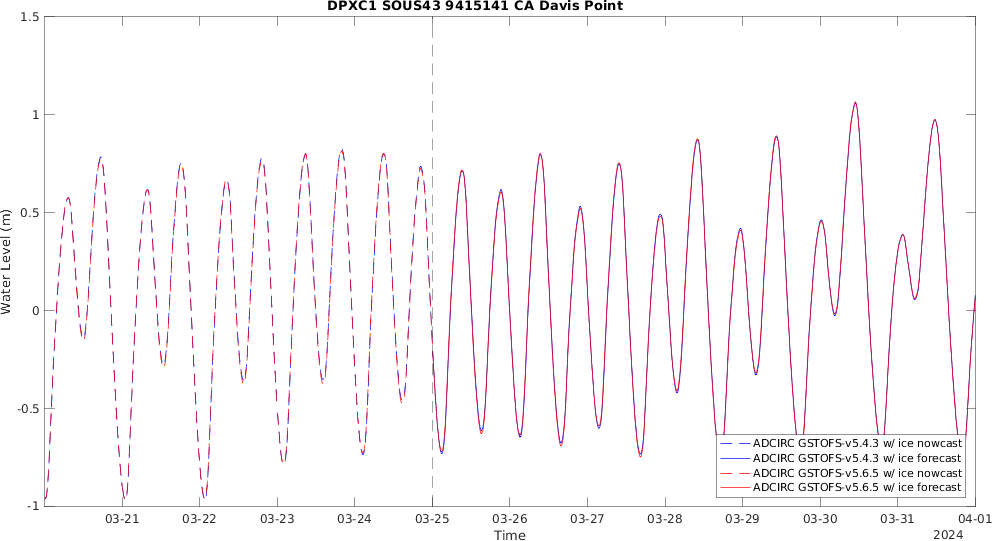 DPXC1 SOUS43 9415141 CA Davis Point
1.5
1
0.5
0
-0.5
-1
Water Level (m)
03-21
03-22
03-23
03-24
03-25
03-26
03-27
03-28
03-29
03-30
03-31
04-01
Time
2024
ADCIRC GSTOFS-v5.4.3 w/ ice nowcast
ADCIRC GSTOFS-v5.4.3 w/ ice forecast
ADCIRC GSTOFS-v5.6.5 w/ ice nowcast
ADCIRC GSTOFS-v5.6.5 w/ ice forecast